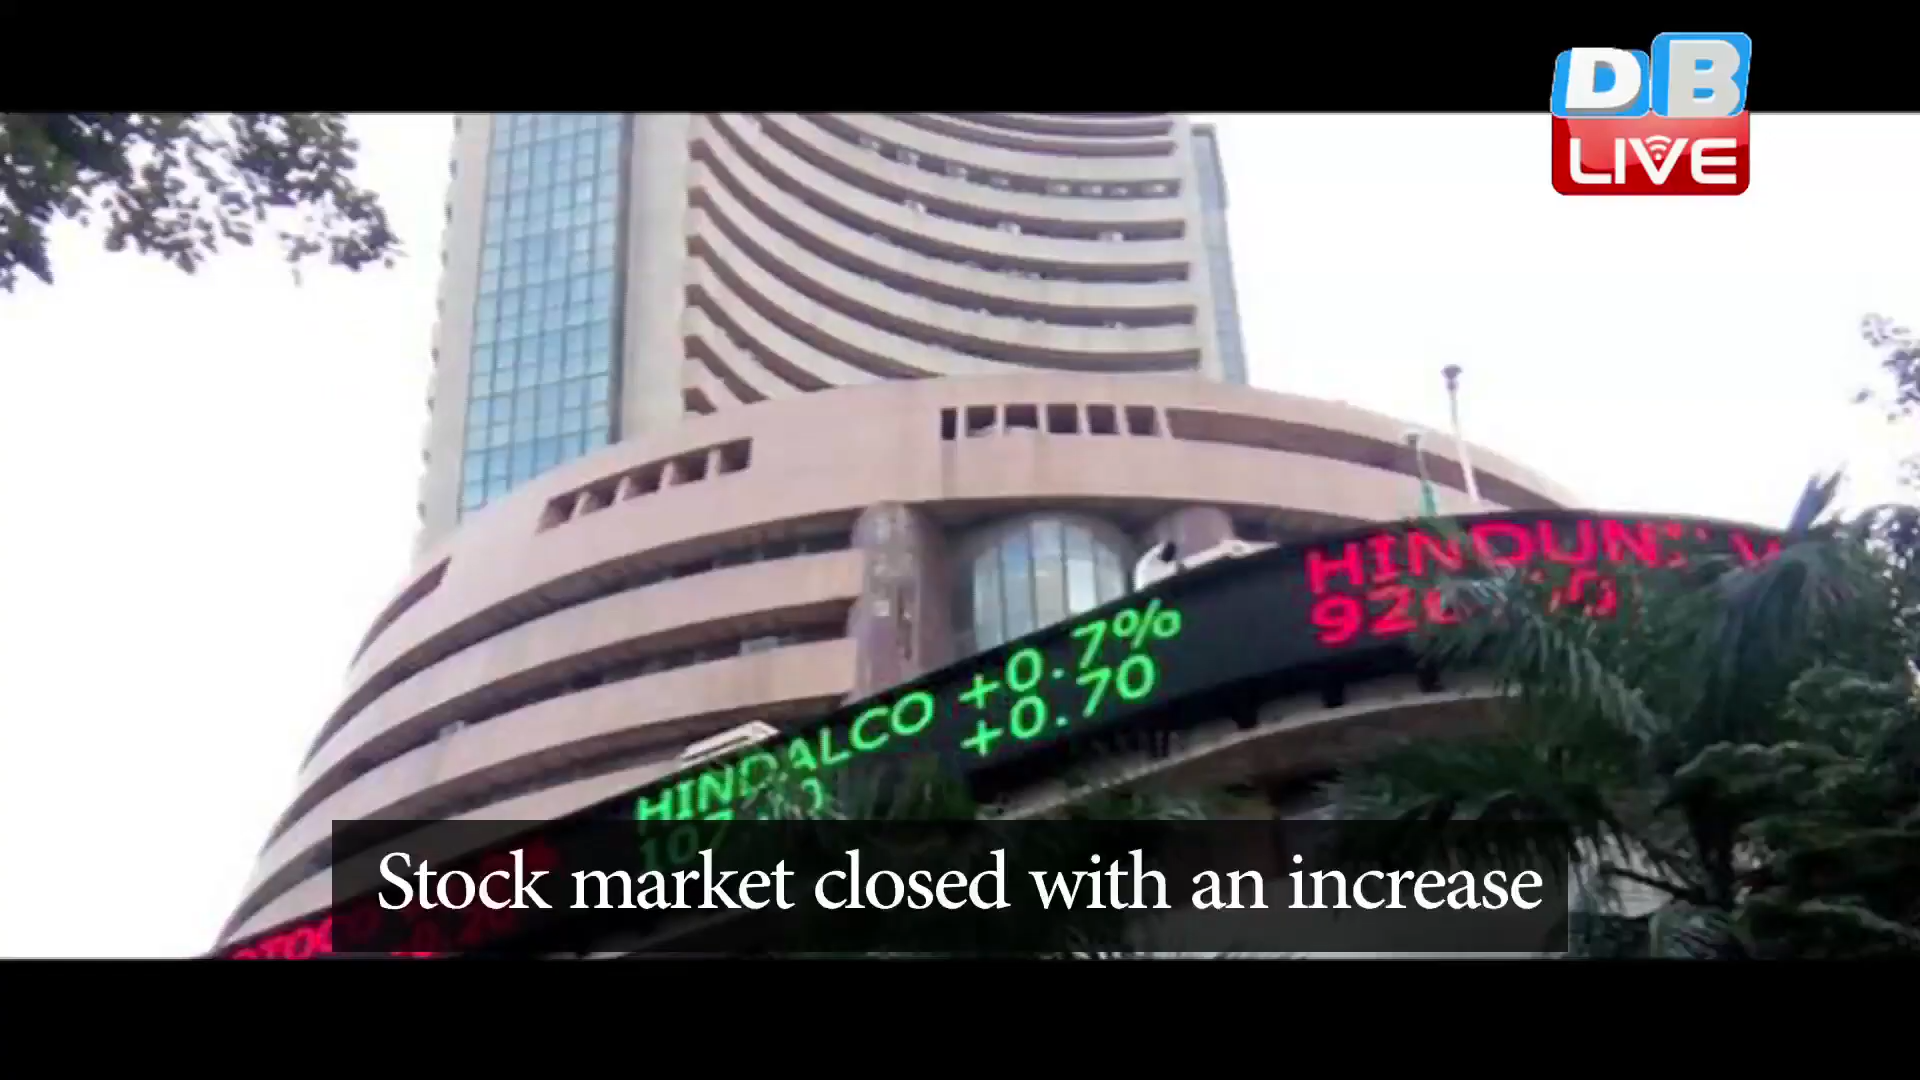 DB
LIVE
HINDALCO +0.7%
+0.70
Stock market closed with an increase